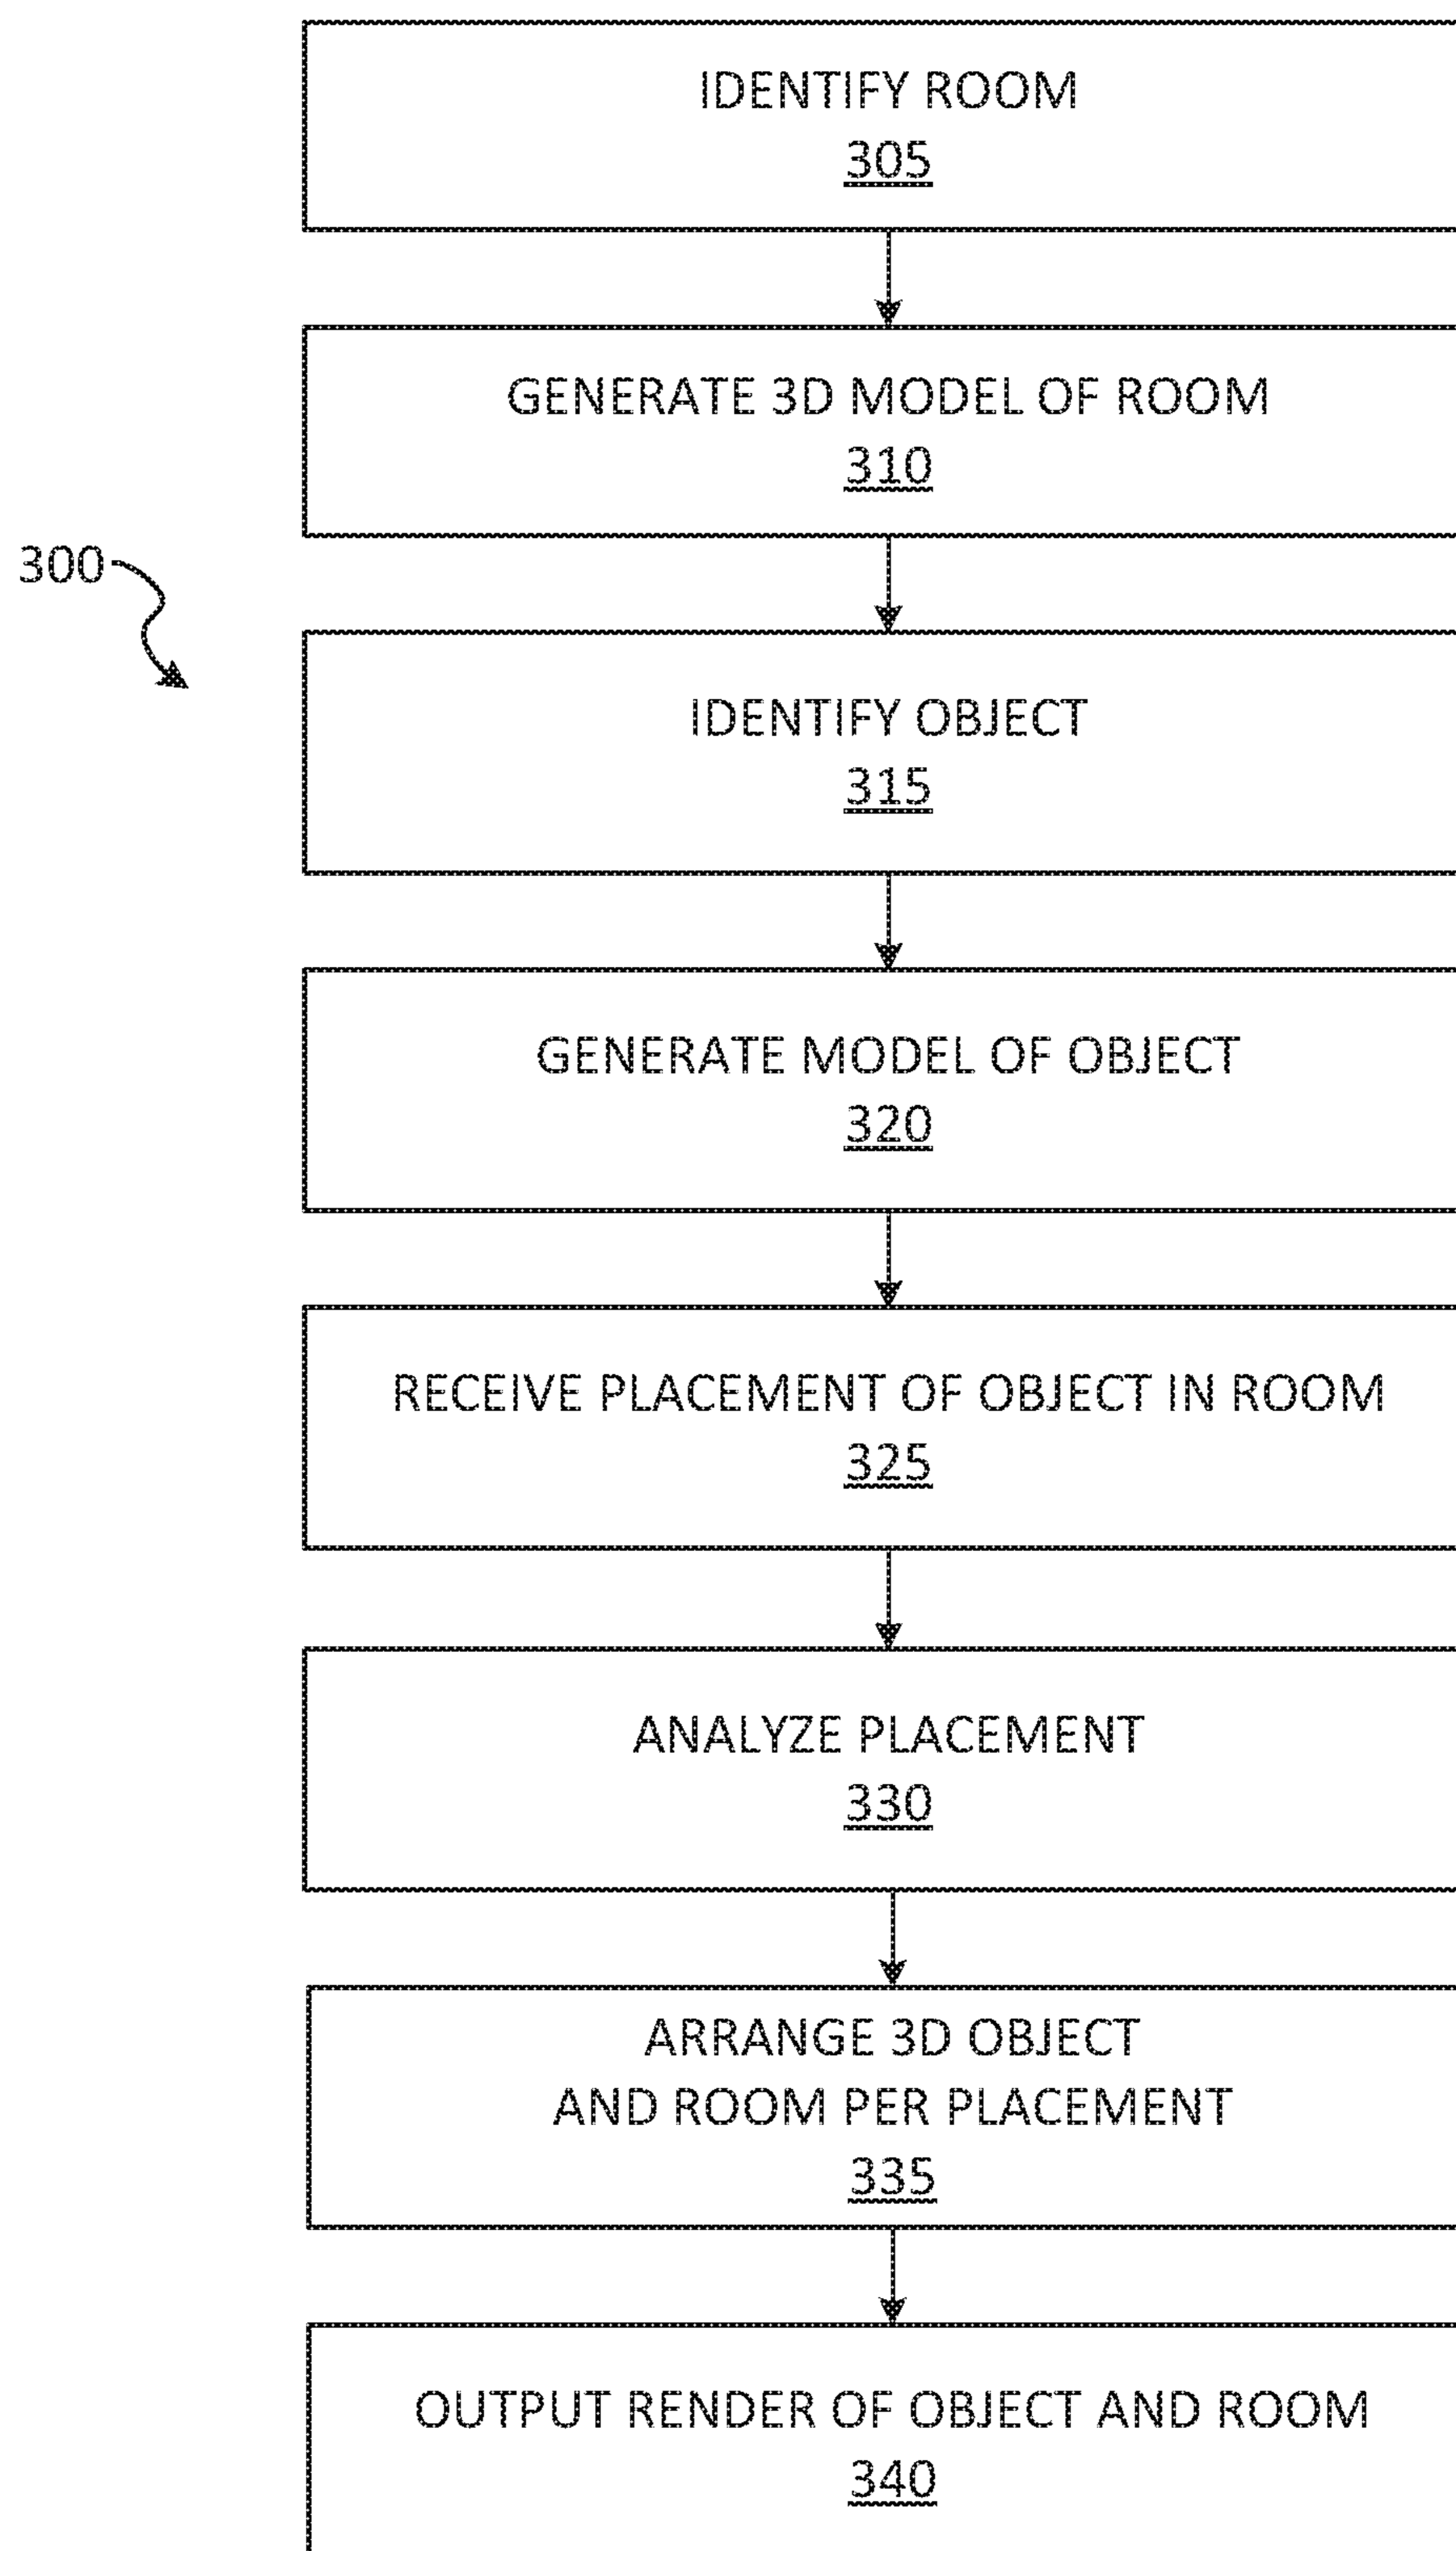 IDENTIFY ROOM
305
GENERATE 3D MODEL OF ROOM
310
300
IDENTIFY OBJECT
315
GENERATE MODEL OF OBJECT
320
RECEIVE PLACEMENT OF OBJECT IN ROOM
325
ANALYZE PLACEMENT
330
ARRANGE 3D OBJECT
AND ROOM PER PLACEMENT
335
OUTPUT RENDER OF OBJECT AND ROOM
340